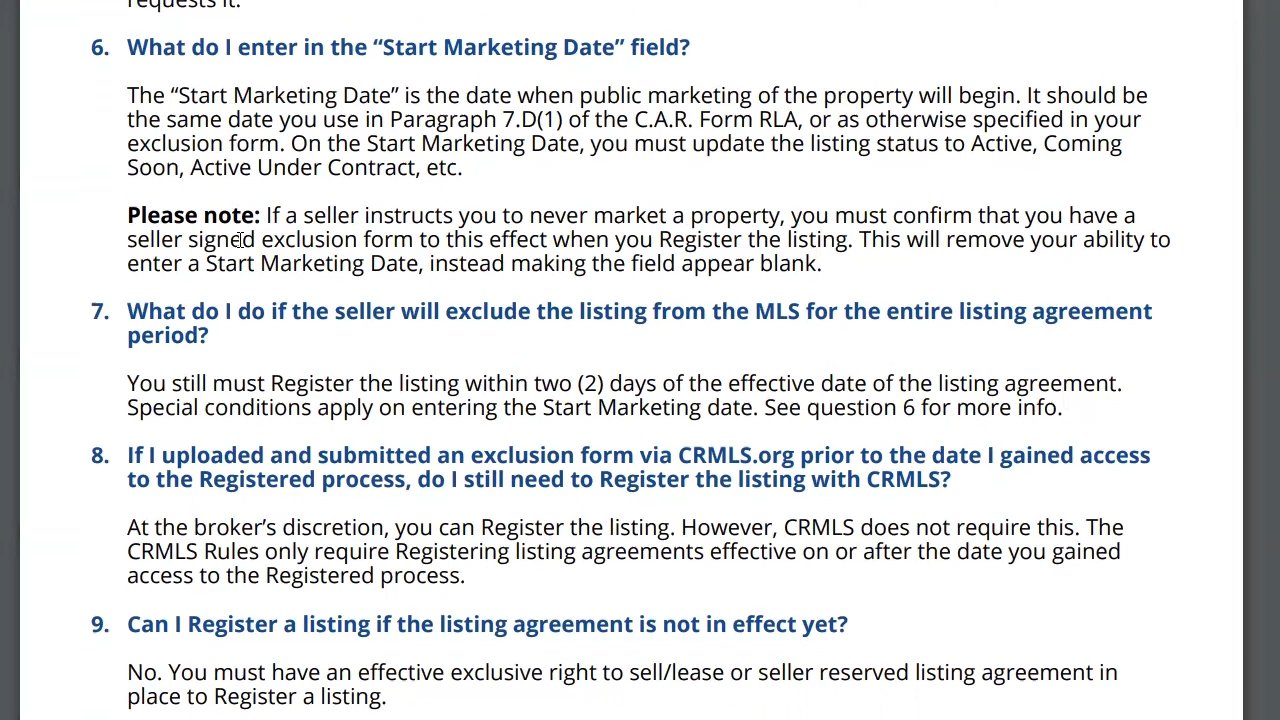 requests it.
6. What do I enter in the “Start Marketing Date” field?
The “Start Marketing Date” is the date when public marketing of the property will begin. It should be
the same date you use in Paragraph 7.D(1) of the C.A.R. Form RLA, or as otherwise specified in your
exclusion form. On the Start Marketing Date, you must update the listing status to Active, Coming
Soon, Active Under Contract, etc.
Please note: If a seller instructs you to never market a property, you must confirm that you have a
seller signed exclusion form to this effect when you Register the listing. This will remove your ability to
enter a Start Marketing Date, instead making the field appear blank.
7. What do I do if the seller will exclude the listing from the MLS for the entire listing agreement
period?
You still must Register the listing within two (2) days of the effective date of the listing agreement.
Special conditions apply on entering the Start Marketing date. See question 6 for more info.
8. If I uploaded and submitted an exclusion form via CRMLS.org prior to the date I gained access
to the Registered process, do I still need to Register the listing with CRMLS?
At the broker’s discretion, you can Register the listing. However, CRMLS does not require this. The
CRMLS Rules only require Registering listing agreements effective on or after the date you gained
access to the Registered process.
9. Can I Register a listing if the listing agreement is not in effect yet?
No. You must have an effective exclusive right to sell/lease or seller reserved listing agreement in
place to Register a listing.